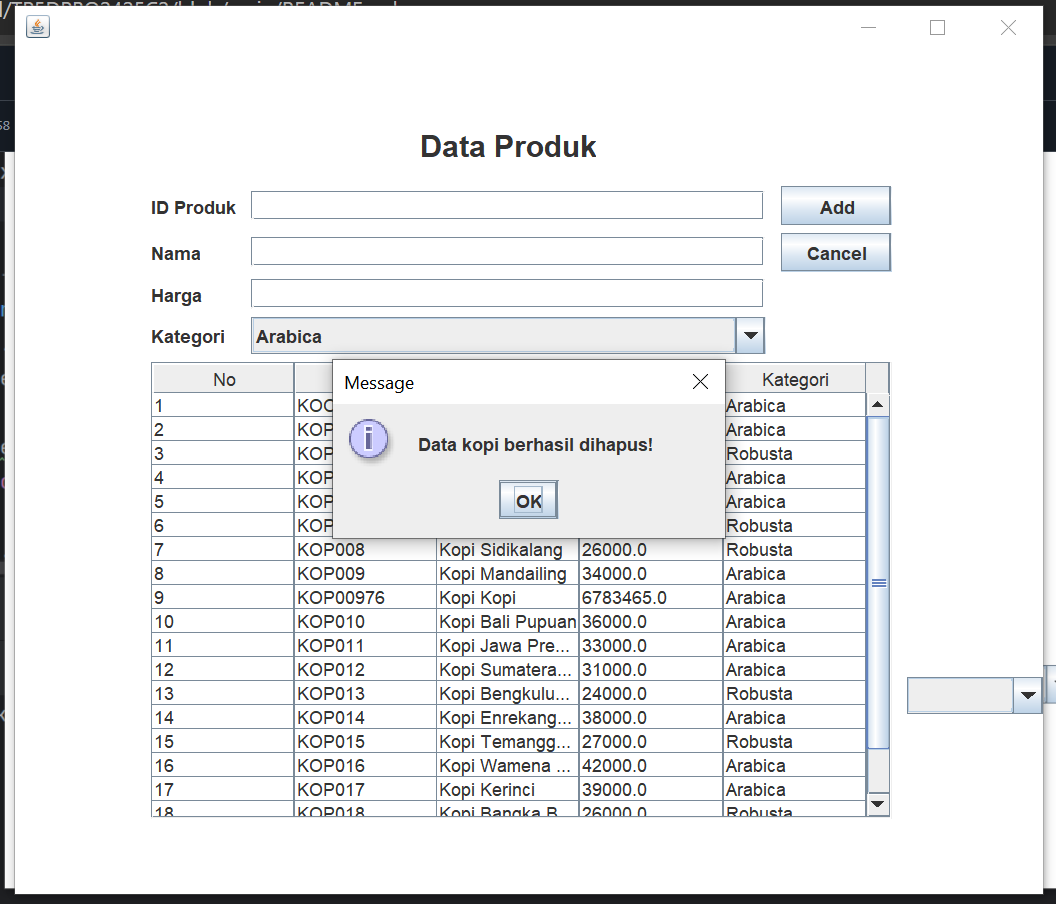 Data Produk
ID Produk Add
Nama Cancel
Harga
Kategori Arabica
No Kategori
Message
1 Arabica
2 Arabica
3 Robusta
Data kopi berhasil dihapus!
4 Arabica
5 Arabica
OK
6 Robusta
7 KOP008 Kopi Sidikalang 26000.0 Robusta
8 KOP009 Kopi Mandailing 34000.0 Arabica
9 KOP00976 Kopi Kopi 6783465.0 Arabica
10 KOP010 Kopi Bali Pupuan 36000.0 Arabica
11 KOP011 Kopi Jawa Pre... 33000.0 Arabica
12 KOP012 Kopi Sumatera... 31000.0 Arabica
13 KOP013 Kopi Bengkulu... 24000.0 Robusta
14 KOP014 Kopi Enrekang... 38000.0 Arabica
15 KOP015 Kopi Temangg... 27000.0 Robusta
16 KOP016 Kopi Wamena ... 42000.0 Arabica
17 KOP017 Kopi Kerinci 39000.0 Arabica
18 KOP018 Kopi Bangka B... 26000.0 Robusta